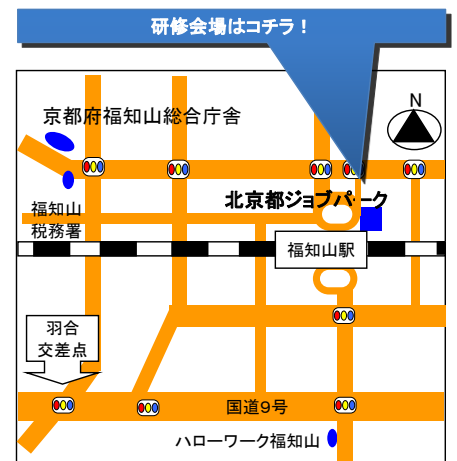 研修会場はコチラ！
N
京都府福知山総合庁舎
北京都ジョブパーク
福知山
税務署
福知山駅
羽合
交差点
国道9号
ハローワーク福知山